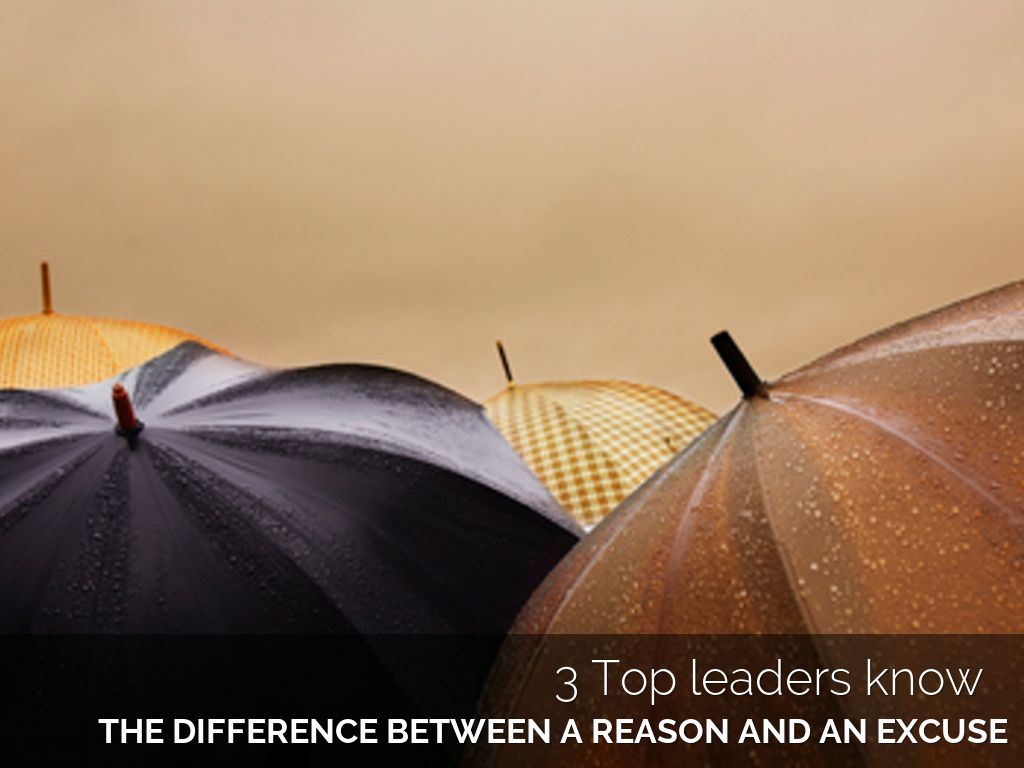 3 Top leaders know
THE DIFFERENCE BETWEEN A REASON AND AN EXCUSE